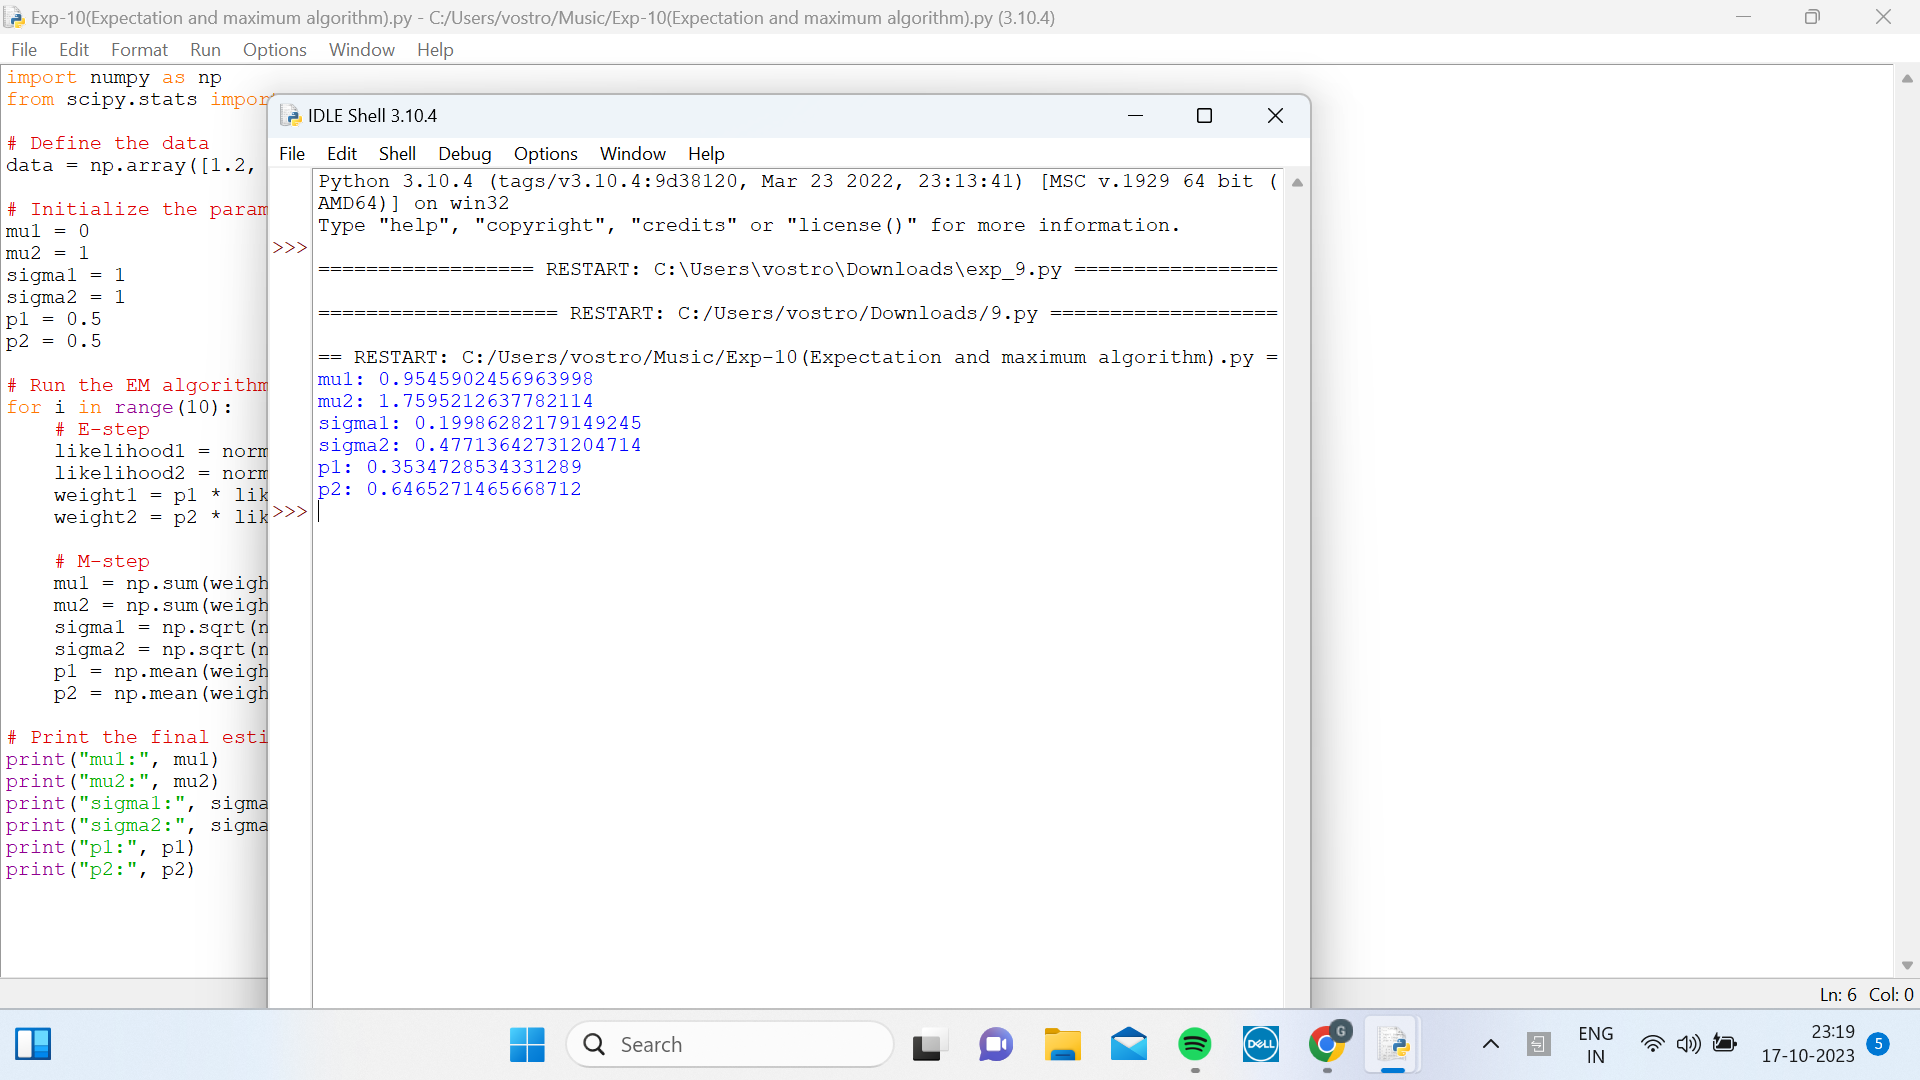 Exp-10(Expectation and maximum algorithm).py - C:/Users/vostro/Music/Exp-10(Expectation and maximum algorithm).py (3.10.4)
File Edit Format Run Options Window Help
import numpy as np
from scipy.stats import
# Define the data
data = np.array([1.2,
# Initialize the param
mu1 = 0
mu2 = 1
sigma1 = 1
sigma2 = 1
p1 = 0.5
p2 = 0.5
# Run the EM algorithm
for i in range(10):
    # E-step
    likelihood1 = norm
    likelihood2 = norm
    weight1 = p1 * lik
    weight2 = p2 * lik
    # M-step
    mu1 = np.sum(weigh
    mu2 = np.sum(weigh
    sigma1 = np.sqrt(n
    sigma2 = np.sqrt(n
    p1 = np.mean(weigh
    p2 = np.mean(weigh
# Print the final esti
print("mu1:", mu1)
print("mu2:", mu2)
print("sigma1:", sigma
print("sigma2:", sigma
print("p1:", p1)
print("p2:", p2)
IDLE Shell 3.10.4
File Edit Shell Debug Options Window Help
Python 3.10.4 (tags/v3.10.4:9d38120, Mar 23 2022, 23:13:41) [MSC v.1929 64 bit (
AMD64)] on win32
Type "help", "copyright", "credits" or "license()" for more information.
>>>
================== RESTART: C:\Users\vostro\Downloads\exp_9.py =================
==================== RESTART: C:/Users/vostro/Downloads/9.py ===================
== RESTART: C:/Users/vostro/Music/Exp-10(Expectation and maximum algorithm).py =
mu1: 0.9545902456963998
mu2: 1.7595212637782114
sigma1: 0.19986282179149245
sigma2: 0.47713642731204714
p1: 0.3534728534331289
p2: 0.6465271465668712
>>>
Ln: 6 Col: 0
Search
DELL
G
ENG
IN
23:19
17-10-2023
5